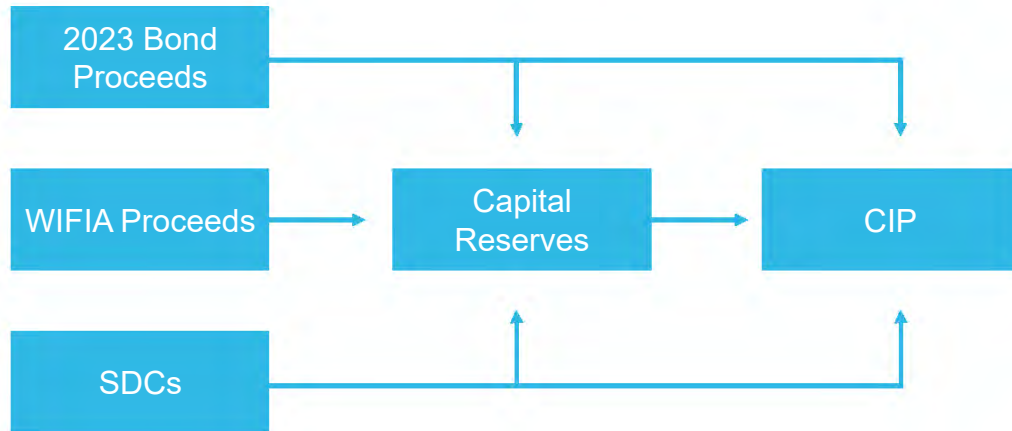 2023 Bond
Proceeds
WIFIA Proceeds
Capital
Reserves
CIP
SDCs